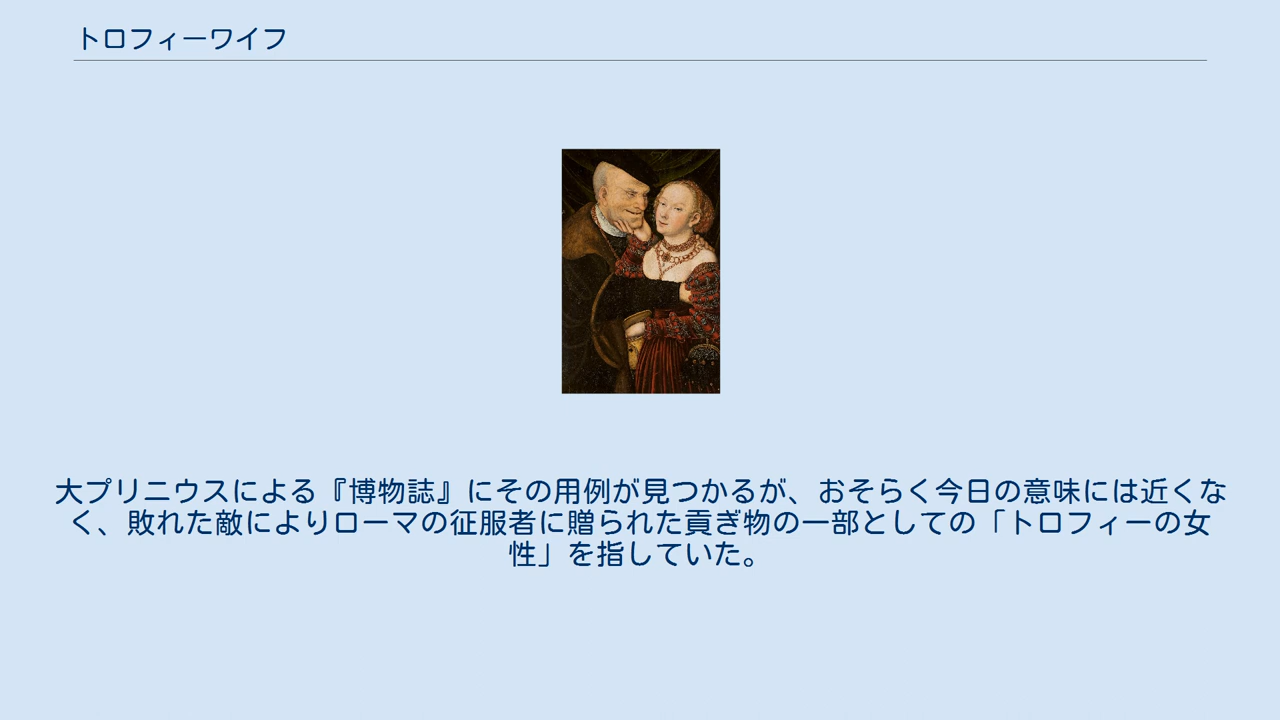 トロフィーワイフ
大プリニウスによる『博物誌』にその用例が見つかるが、おそらく今日の意味には近くな
く、敗れた敵によりローマの征服者に贈られた貢ぎ物の一部としての「トロフィーの女
性」を指していた。